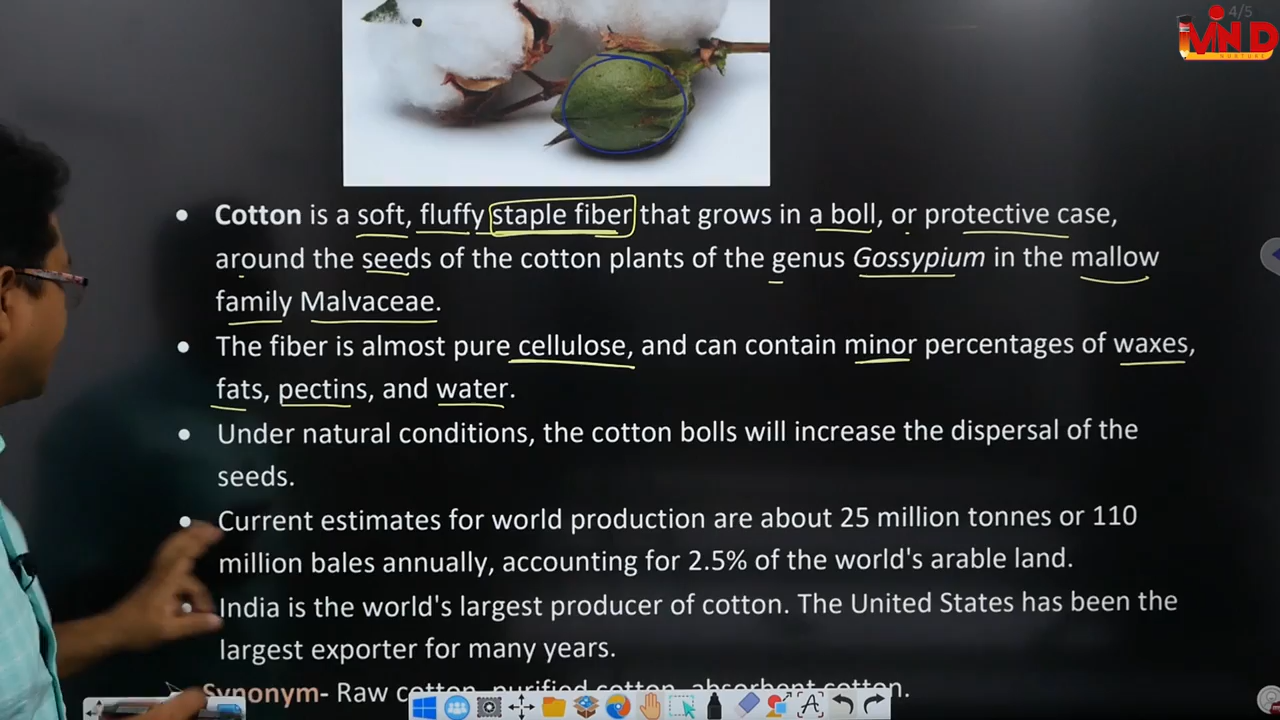 4/5
MIND
NURTURE
Cotton is a soft, fluffy staple fiber that grows in a boll, or protective case,
around the seeds of the cotton plants of the genus Gossypium in the mallow
family Malvaceae.
The fiber is almost pure cellulose, and can contain minor percentages of waxes,
fats, pectins, and water.
Under natural conditions, the cotton bolls will increase the dispersal of the
seeds.
Current estimates for world production are about 25 million tonnes or 110
million bales annually, accounting for 2.5% of the world's arable land.
India is the world's largest producer of cotton. The United States has been the
largest exporter for many years.
Synonym- Raw cotton, purified cotton, absorbent cotton.